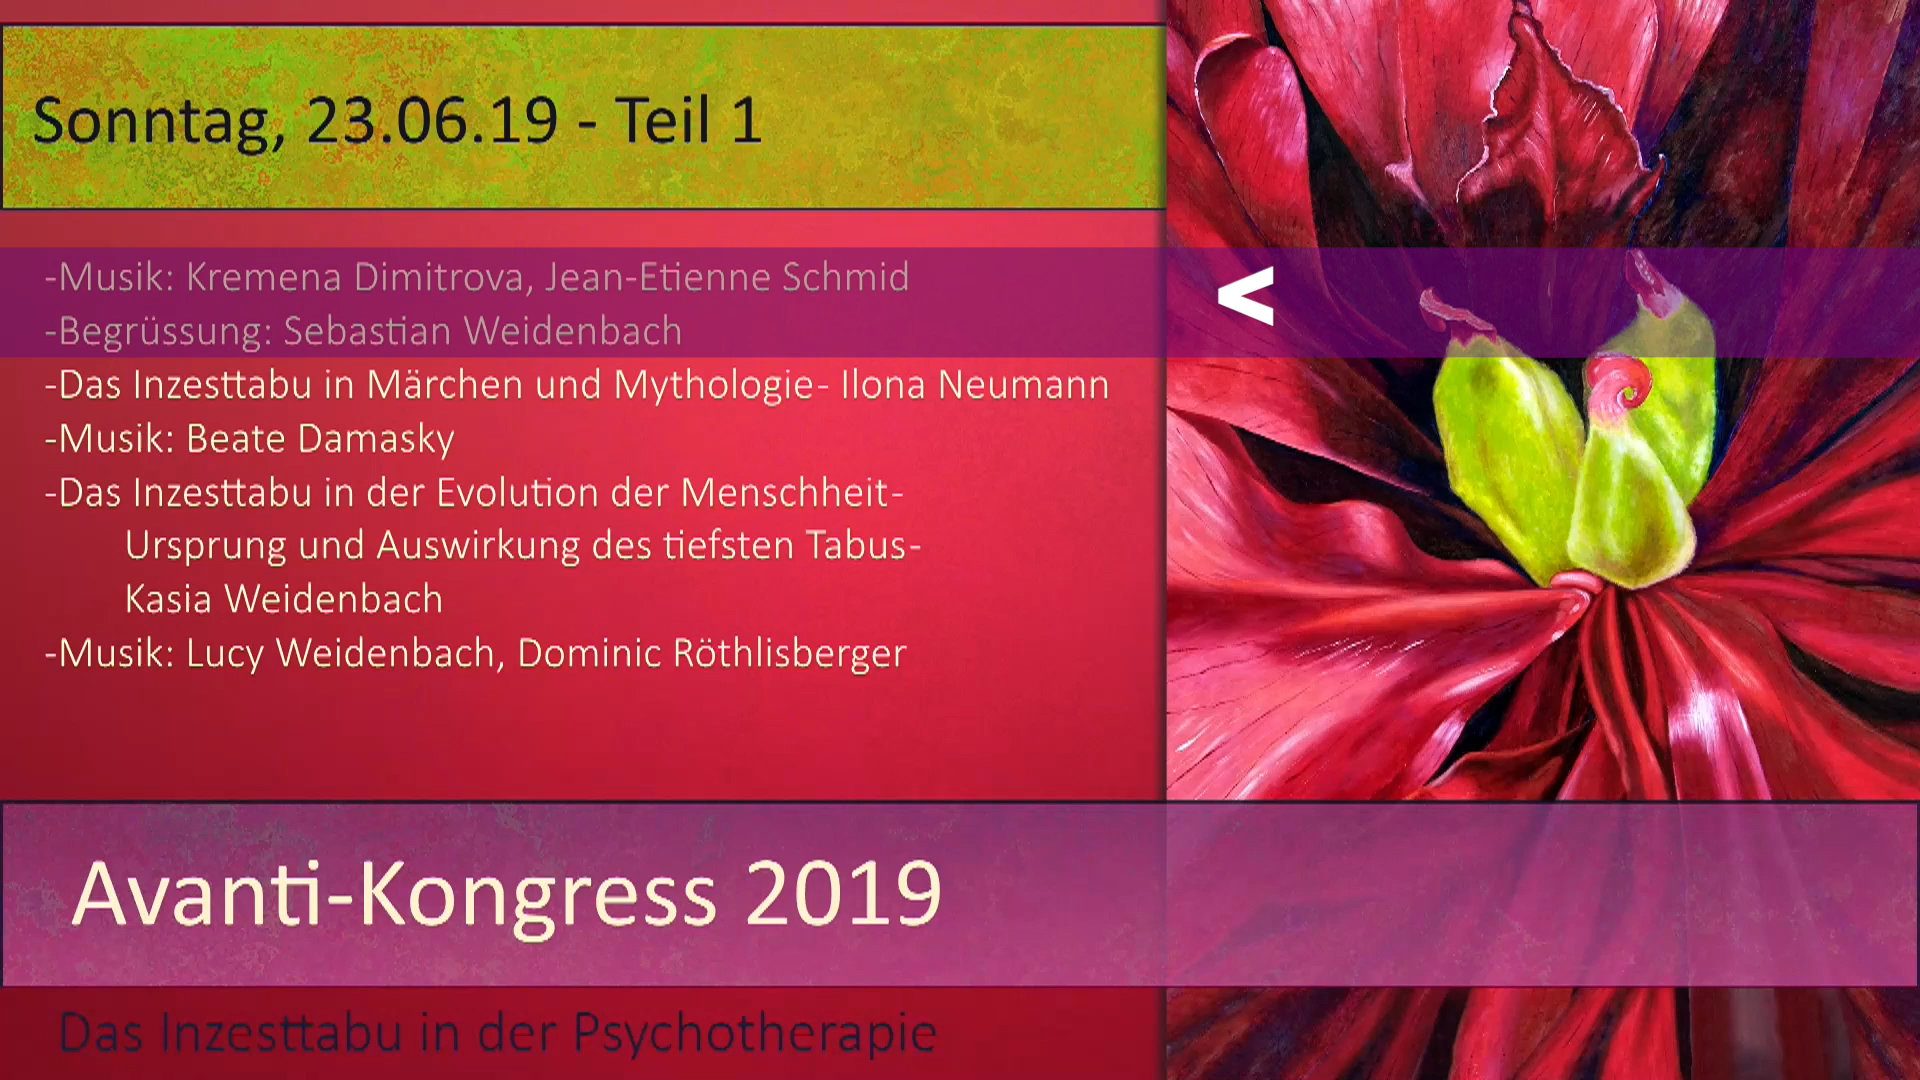 Sonntag, 23.06.19 - Teil 1
-Musik: Kremena Dimitrova, Jean-Etienne Schmid
<
-Begrüssung: Sebastian Weidenbach
-Das Inzesttabu in Märchen und Mythologie- Ilona Neumann
-Musik: Beate Damasky
-Das Inzesttabu in der Evolution der Menschheit-
Ursprung und Auswirkung des tiefsten Tabus-
Kasia Weidenbach
-Musik: Lucy Weidenbach, Dominic Röthlisberger
Avanti-Kongress 2019
Das Inzesttabu in der Psychotherapie